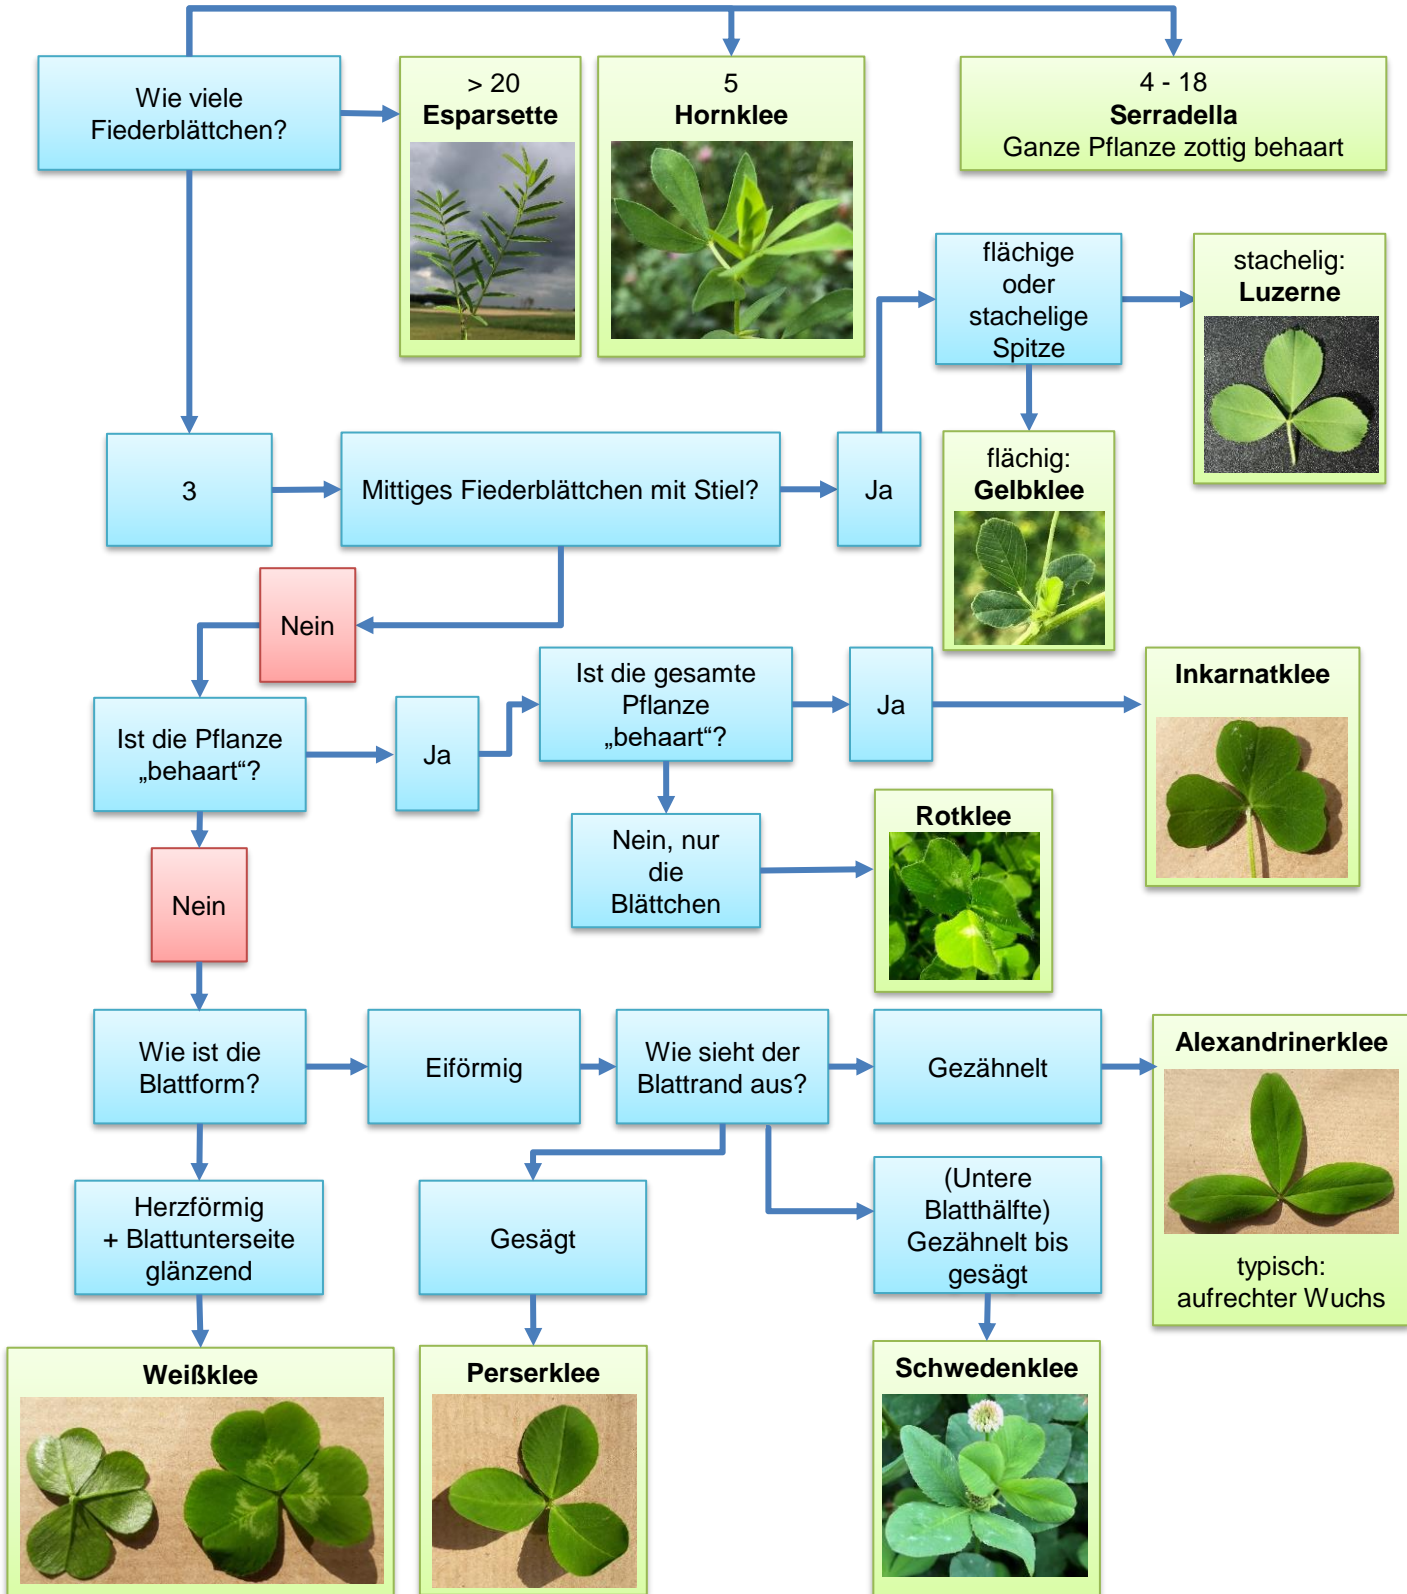 Wie viele
Fiederblättchen?
> 20
Esparsette
5
Hornklee
4 - 18
Serradella
Ganze Pflanze zottig behaart
flächige
oder
stachelige
Spitze
stachelig:
Luzerne
3
Mittiges Fiederblättchen mit Stiel?
Ja
flächig:
Gelbklee
Nein
Ist die Pflanze
„behaart“?
Ja
Ist die gesamte
Pflanze
„behaart“?
Ja
Inkarnatklee
Nein, nur
die
Blättchen
Rotklee
Nein
Wie ist die
Blattform?
Eiförmig
Wie sieht der
Blattrand aus?
Gezähnelt
Alexandrinerklee
typisch:
aufrechter Wuchs
Herzförmig
+ Blattunterseite
glänzend
Gesägt
(Untere
Blatthälfte)
Gezähnelt bis
gesägt
Weißklee
Perserklee
Schwedenklee